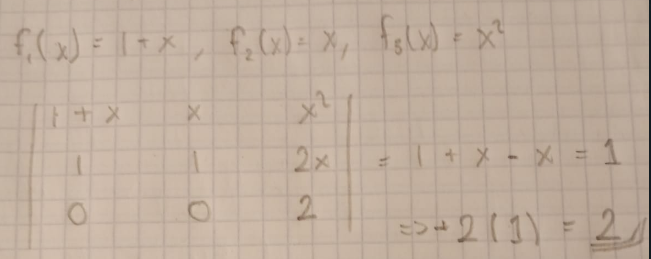 f₁(x) = 1 + x , f₂(x) = x, f₃(x) = x²
| 1 + x x x² |
| 1 1 2x | = 1 + x - x = 1
| 0 0 2 |
=> + 2 (1) = 2